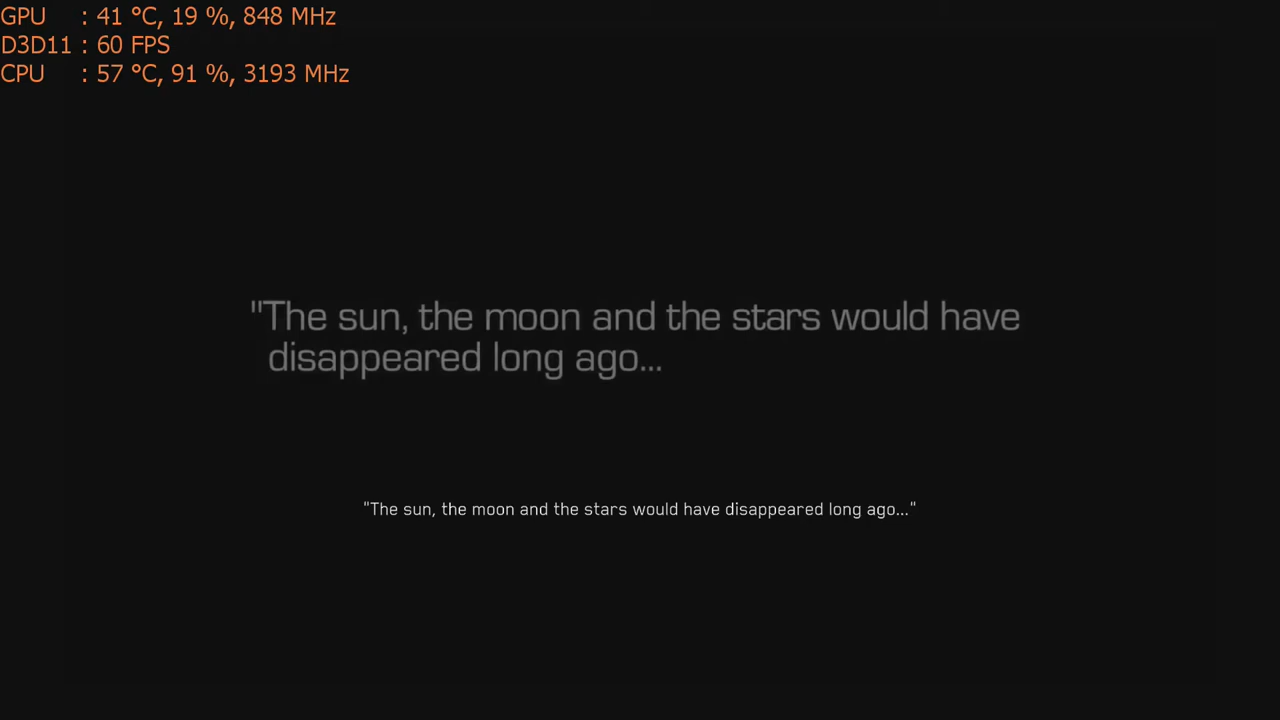 GPU : 41 °C, 19 %, 848 MHz
D3D11 : 60 FPS
CPU : 57 °C, 91 %, 3193 MHz
"The sun, the moon and the stars would have
disappeared long ago...
"The sun, the moon and the stars would have disappeared long ago..."